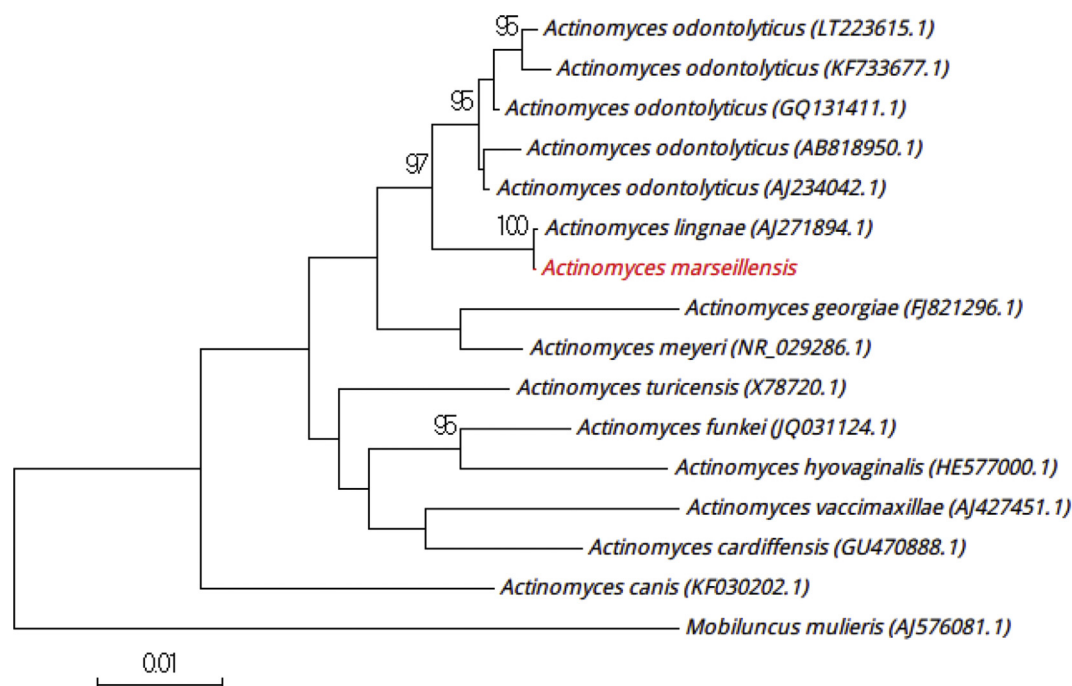 95
Actinomyces odontolyticus (LT223615.1)
Actinomyces odontolyticus (KF733677.1)
95
Actinomyces odontolyticus (GQ131411.1)
Actinomyces odontolyticus (AB818950.1)
97
Actinomyces odontolyticus (AJ234042.1)
100
Actinomyces lingnae (AJ271894.1)
Actinomyces marseillensis
Actinomyces georgiae (FJ821296.1)
Actinomyces meyeri (NR_029286.1)
Actinomyces turicensis (X78720.1)
95
Actinomyces funkei (JQ031124.1)
Actinomyces hyovaginalis (HE577000.1)
Actinomyces vaccimaxillae (AJ427451.1)
Actinomyces cardiffensis (GU470888.1)
Actinomyces canis (KF030202.1)
Mobiluncus mulieris (AJ576081.1)
0.01